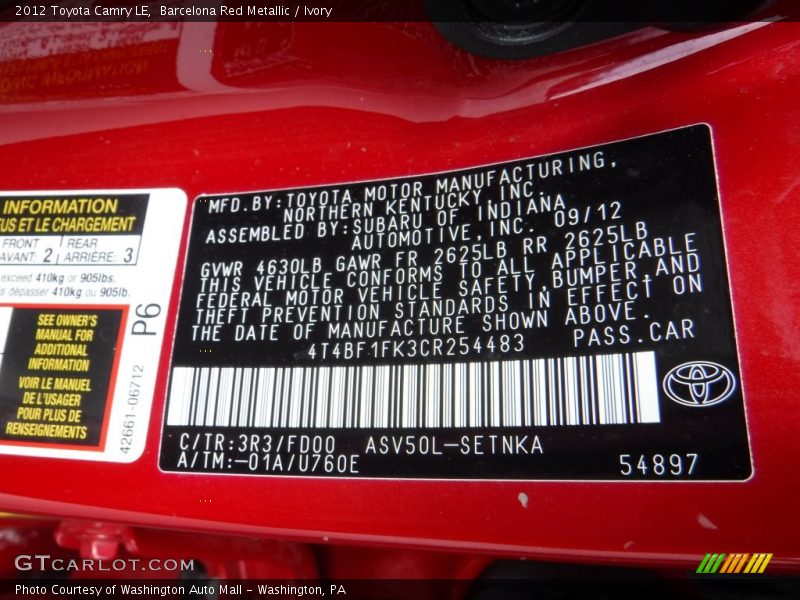 2012 Toyota Camry LE, Barcelona Red Metallic / Ivory
INFORMATION
US ET LE CHARGEMENT
FRONT
AVANT: 2
REAR
ARRIÈRE: 3
exceed 410kg or 905lbs.
dépasser 410kg ou 905lb.
SEE OWNER'S
MANUAL FOR
ADDITIONAL
INFORMATION
VOIR LE MANUEL
DE L'USAGER
POUR PLUS DE
RENSEIGNEMENTS
P6
42661-06712
MFD.BY:TOYOTA MOTOR MANUFACTURING,
NORTHERN KENTUCKY INC.
ASSEMBLED BY:SUBARU OF INDIANA
AUTOMOTIVE, INC. 09/12
GVWR 4630LB GAWR FR 2625LB RR 2625LB
THIS VEHICLE CONFORMS TO ALL APPLICABLE
FEDERAL MOTOR VEHICLE SAFETY,BUMPER,AND
THEFT PREVENTION STANDARDS IN EFFECT ON
THE DATE OF MANUFACTURE SHOWN ABOVE.
4T4BF1FK3CR254483 PASS.CAR
C/TR:3R3/FD00 ASV50L-SETNKA
A/TM:-01A/U760E
54897
GTCARLOT.COM
Photo Courtesy of Washington Auto Mall - Washington, PA